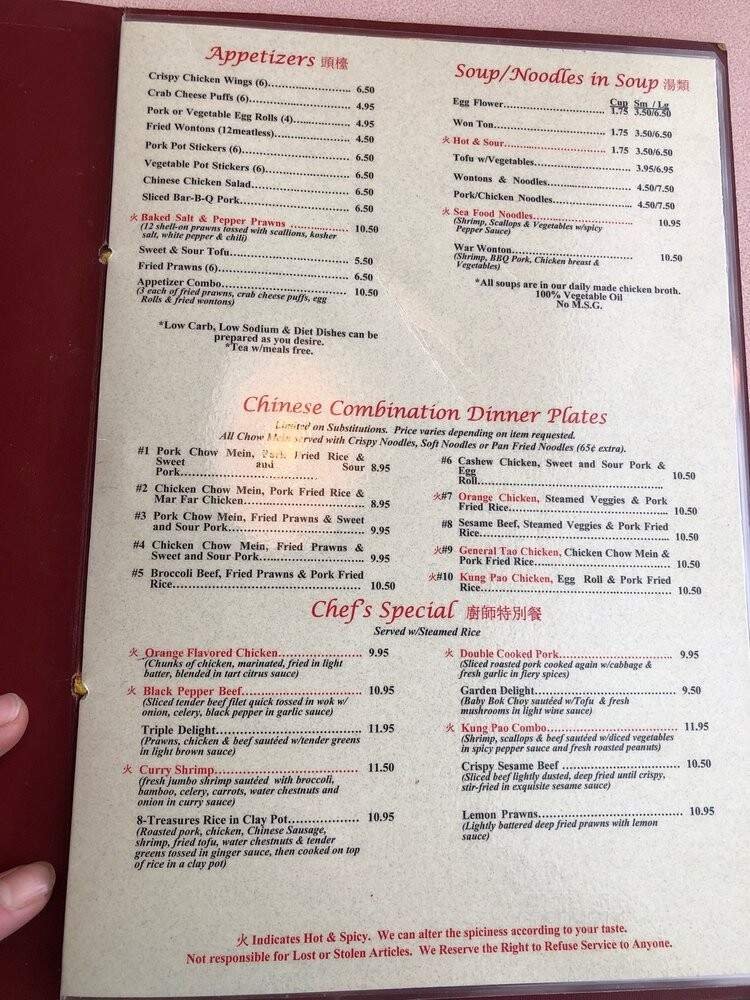 Appetizers 頭檯
Crispy Chicken Wings (6)..................... 6.50
Crab Cheese Puffs (6)......................... 4.95
Pork or Vegetable Egg Rolls (4)............ 4.95
Fried Wontons (12meatless).................. 4.50
Pork Pot Stickers (6)........................... 6.50
Vegetable Pot Stickers (6)................... 6.50
Chinese Chicken Salad......................... 6.50
Sliced Bar-B-Q Pork............................ 6.50
火 Baked Salt & Pepper Prawns ............... 10.50
(12 shell-on prawns tossed with scallions, kosher
salt, white pepper & chili)
Sweet & Sour Tofu.............................. 5.50
Fried Prawns (6)................................ 6.50
Appetizer Combo................................. 10.50
(3 each of fried prawns, crab cheese puffs, egg
Rolls & fried wontons)
*Low Carb, Low Sodium & Diet Dishes can be
prepared as you desire.
*Tea w/meals free.
Soup/Noodles in Soup 湯類
Cup Sm / Lg
Egg Flower........................... 1.75 3.50/6.50
Won Ton............................... 1.75 3.50/6.50
火 Hot & Sour........................... 1.75 3.50/6.50
Tofu w/Vegetables........................ 3.95/6.95
Wontons & Noodles..................... 4.50/7.50
Pork/Chicken Noodles.................. 4.50/7.50
火 Sea Food Noodles......................... 10.95
(Shrimp, Scallops & Vegetables w/spicy
Pepper Sauce)
War Wonton................................. 10.50
(Shrimp, BBQ Pork, Chicken breast &
Vegetables)
*All soups are in our daily made chicken broth.
100% Vegetable Oil
No M.S.G.
Chinese Combination Dinner Plates
Limited on Substitutions. Price varies depending on item requested.
All Chow Mein served with Crispy Noodles, Soft Noodles or Pan Fried Noodles (65¢ extra).
#1 Pork Chow Mein, Pork Fried Rice &
Sweet and Sour
Pork.................................. 8.95
#2 Chicken Chow Mein, Pork Fried Rice &
Mar Far Chicken........................... 8.95
#3 Pork Chow Mein, Fried Prawns & Sweet
and Sour Pork.............................. 9.95
#4 Chicken Chow Mein, Fried Prawns &
Sweet and Sour Pork...................... 9.95
#5 Broccoli Beef, Fried Prawns & Pork Fried
Rice............................................. 10.50
#6 Cashew Chicken, Sweet and Sour Pork &
Egg
Roll............................................. 10.50
火#7 Orange Chicken, Steamed Veggies & Pork
Fried Rice..................................... 10.50
#8 Sesame Beef, Steamed Veggies & Pork Fried
Rice............................................. 10.50
火#9 General Tao Chicken, Chicken Chow Mein &
Pork Fried Rice............................. 10.50
火#10 Kung Pao Chicken, Egg Roll & Pork Fried
Rice............................................. 10.50
Chef's Special 廚師特別餐
Served w/Steamed Rice
火 Orange Flavored Chicken................. 9.95
(Chunks of chicken, marinated, fried in light
batter, blended in tart citrus sauce)
火 Black Pepper Beef........................... 10.95
(Sliced tender beef filet quick tossed in wok w/
onion, celery, black pepper in garlic sauce)
Triple Delight................................. 11.95
(Prawns, chicken & beef sautéed w/tender greens
in light brown sauce)
火 Curry Shrimp................................. 11.50
(fresh jumbo shrimp sautéed with broccoli,
bamboo, celery, carrots, water chestnuts and
onion in curry sauce)
8-Treasures Rice in Clay Pot................ 10.95
(Roasted pork, chicken, Chinese Sausage,
shrimp, fried tofu, water chestnuts & tender
greens tossed in ginger sauce, then cooked on top
of rice in a clay pot)
火 Double Cooked Pork........................ 9.95
(Sliced roasted pork cooked again w/cabbage &
fresh garlic in fiery spices)
Garden Delight................................ 9.50
(Baby Bok Choy sautéed w/Tofu & fresh
mushrooms in light wine sauce)
火 Kung Pao Combo............................. 11.95
(Shrimp, scallops & beef sautéed w/diced vegetables
in spicy pepper sauce and fresh roasted peanuts)
Crispy Sesame Beef ........................... 10.50
(Sliced beef lightly dusted, deep fried until crispy,
stir-fried in exquisite sesame sauce)
Lemon Prawns................................. 10.95
(Lightly battered deep fried prawns with lemon
sauce)
火 Indicates Hot & Spicy. We can alter the spiciness according to your taste.
Not responsible for Lost or Stolen Articles. We Reserve the Right to Refuse Service to Anyone.